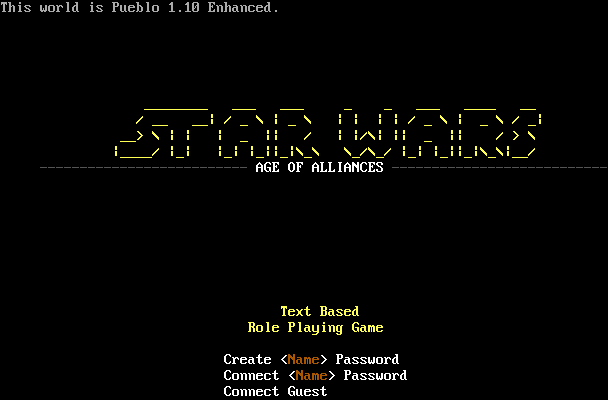 This world is Pueblo 1.10 Enhanced.
STAR WARS
AGE OF ALLIANCES
Text Based
Role Playing Game
Create <Name> Password
Connect <Name> Password
Connect Guest